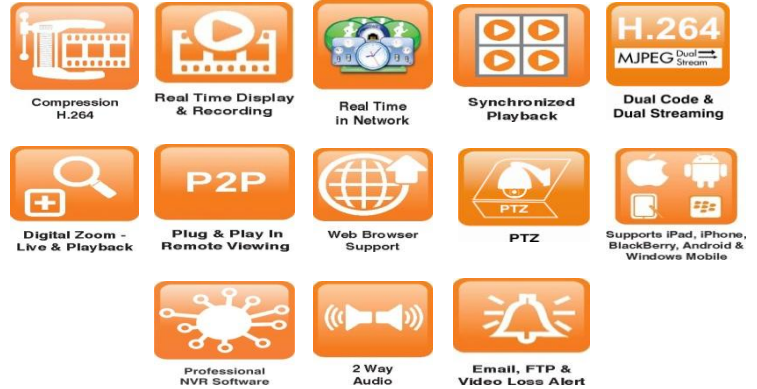 H.264
MJPEG Dual Stream
Compression
H.264
Real Time Display
& Recording
Real Time
in Network
Synchronized
Playback
Dual Code &
Dual Streaming
P2P
PTZ
Digital Zoom -
Live & Playback
Plug & Play In
Remote Viewing
Web Browser
Support
PTZ
Supports iPad, iPhone,
BlackBerry, Android &
Windows Mobile
Professional
NVR Software
2 Way
Audio
Email, FTP &
Video Loss Alert